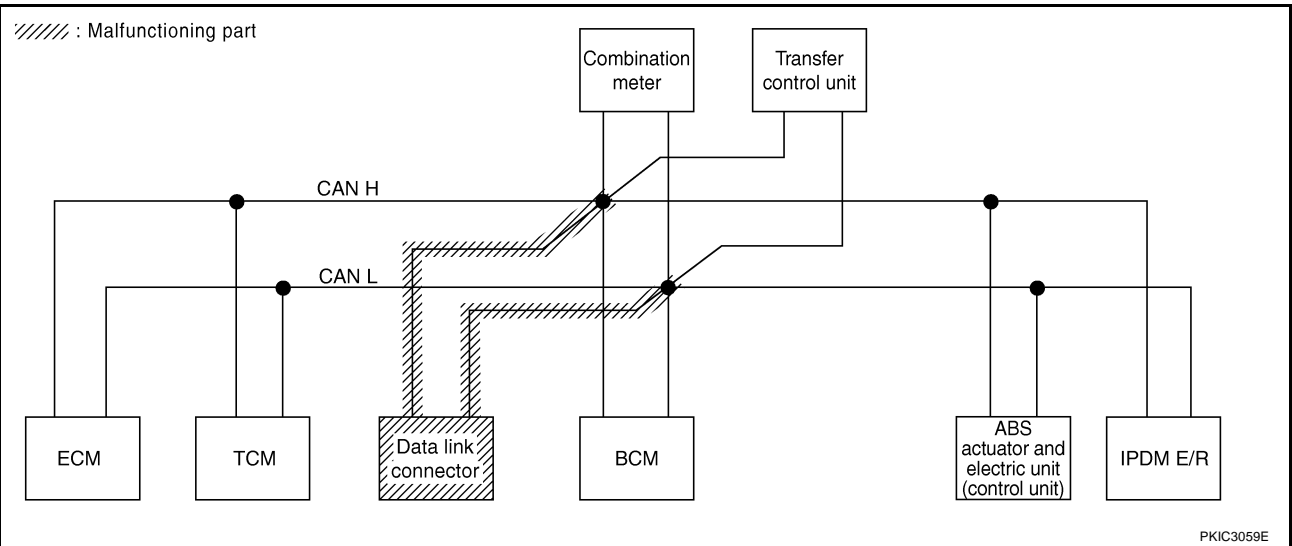 : Malfunctioning part
Combination
meter
Transfer
control unit
CAN H
CAN L
ECM
TCM
Data link
connector
BCM
ABS
actuator and
electric unit
(control unit)
IPDM E/R
PKIC3059E